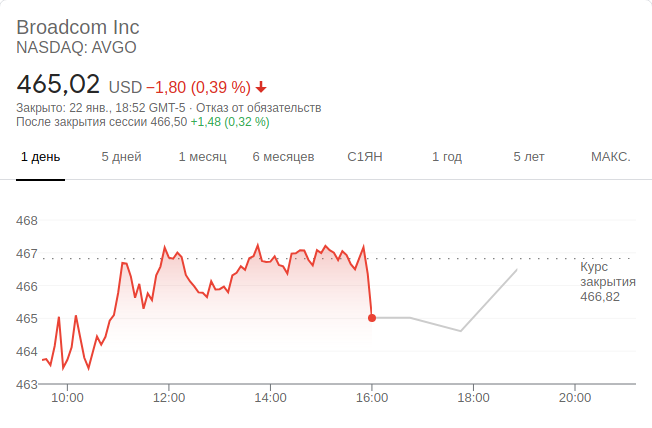 Broadcom Inc
NASDAQ: AVGO
465,02 USD −1,80 (0,39 %)
Закрыто: 22 янв., 18:52 GMT-5 · Отказ от обязательств
После закрытия сессии 466,50 +1,48 (0,32 %)
1 день 5 дней 1 месяц 6 месяцев С1ЯН 1 год 5 лет МАКС.
468
467
466
465
464
463
Курс
закрытия
466,82
10:00 12:00 14:00 16:00 18:00 20:00